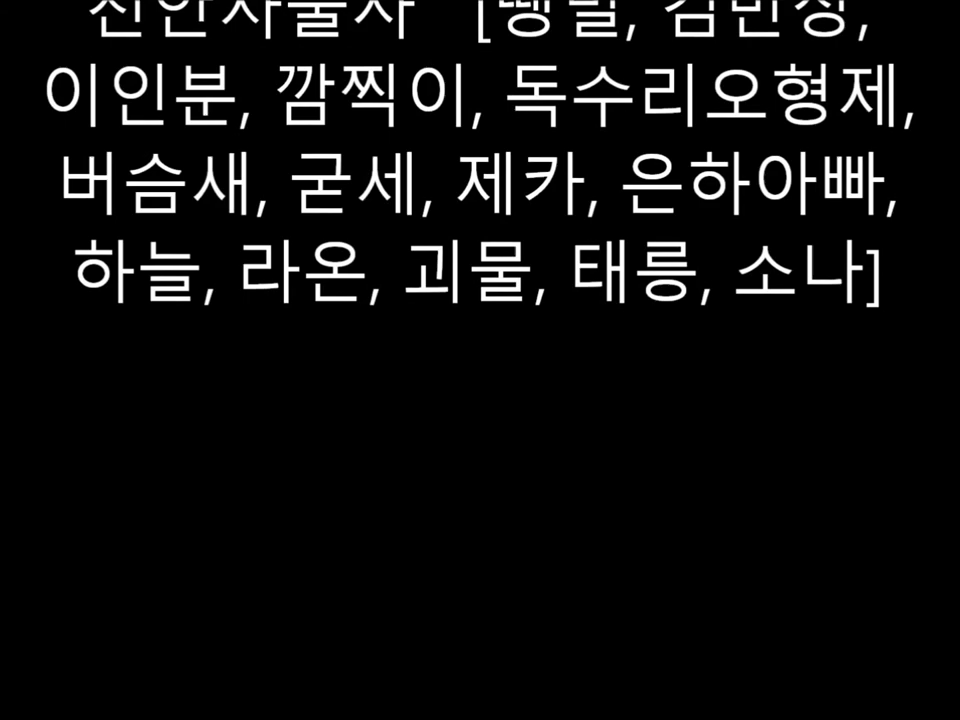 이인분, 깜찍이, 독수리오형제,
버슴새, 굳세, 제카, 은하아빠,
하늘, 라온, 괴물, 태릉, 소나]